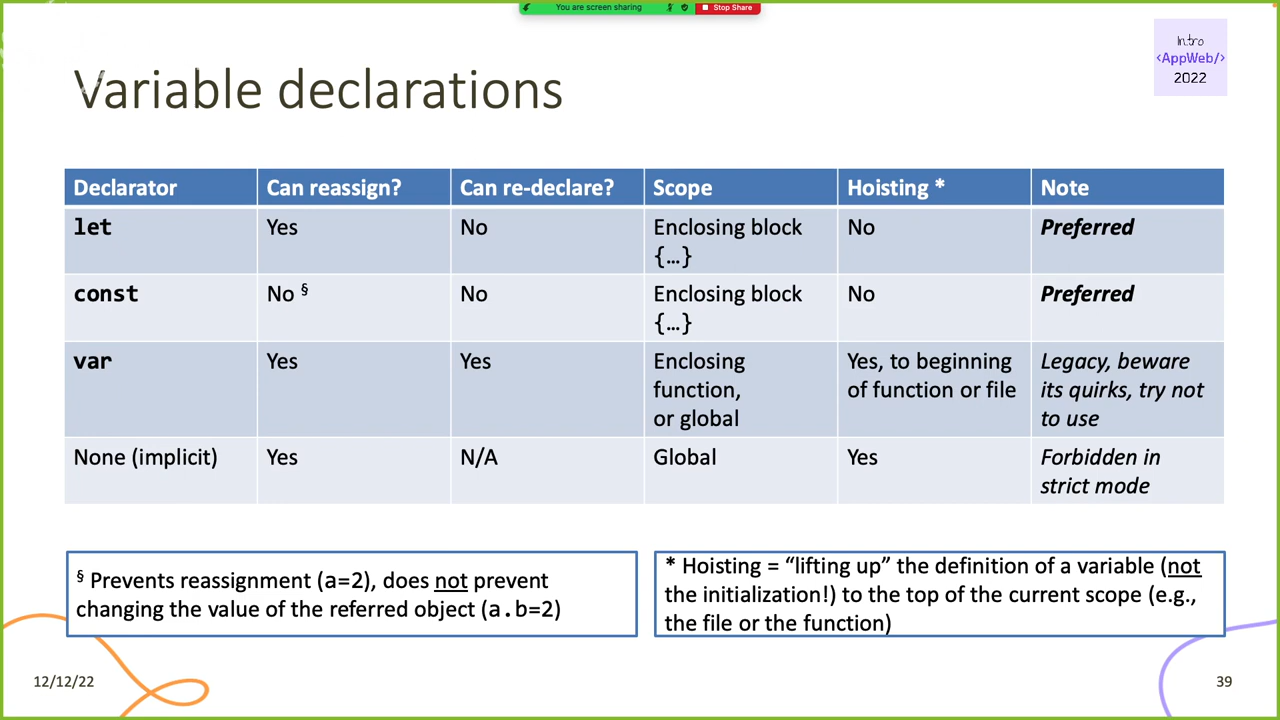 You are screen sharing
Stop Share
Intro
<AppWeb/>
2022
Variable declarations
Declarator Can reassign? Can re-declare? Scope Hoisting * Note
let Yes No Enclosing block No Preferred
{…}
const No § No Enclosing block No Preferred
{…}
var Yes Yes Enclosing Yes, to beginning Legacy, beware
function, of function or file its quirks, try not
or global to use
None (implicit) Yes N/A Global Yes Forbidden in
strict mode
§ Prevents reassignment (a=2), does not prevent
changing the value of the referred object (a.b=2)
* Hoisting = “lifting up” the definition of a variable (not
the initialization!) to the top of the current scope (e.g.,
the file or the function)
12/12/22
39